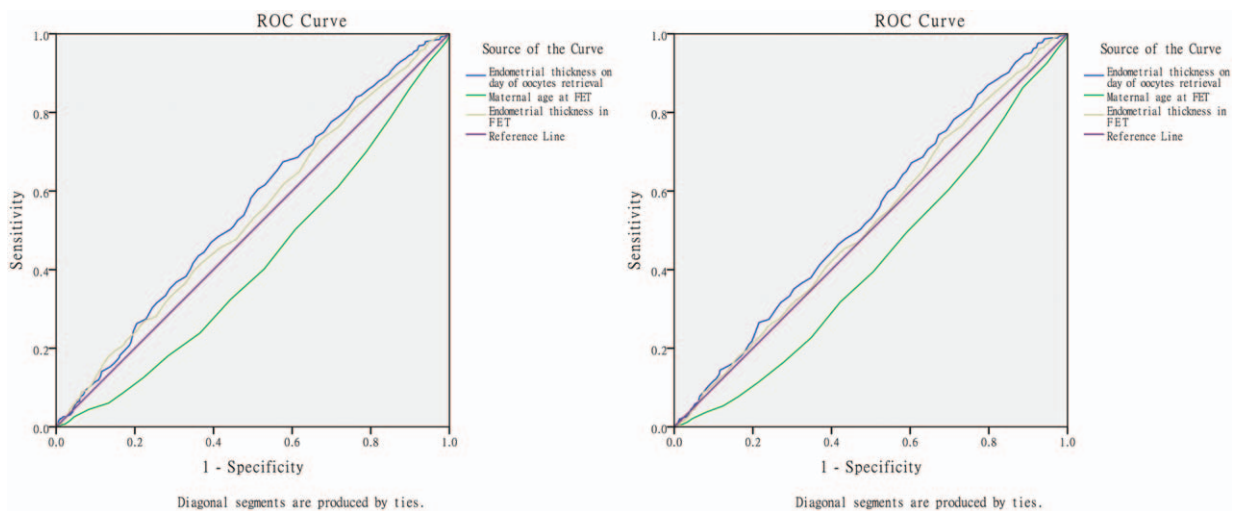 ROC Curve
Source of the Curve
Endometrial thickness on
day of oocytes retrieval
Maternal age at FET
Endometrial thickness in
FET
Reference Line
1.0
0.8
0.6
0.4
0.2
0.0
Sensitivity
0.0 0.2 0.4 0.6 0.8 1.0
1 - Specificity
Diagonal segments are produced by ties.
ROC Curve
Source of the Curve
Endometrial thickness on
day of oocytes retrieval
Maternal age at FET
Endometrial thickness in
FET
Reference Line
1.0
0.8
0.6
0.4
0.2
0.0
Sensitivity
0.0 0.2 0.4 0.6 0.8 1.0
1 - Specificity
Diagonal segments are produced by ties.